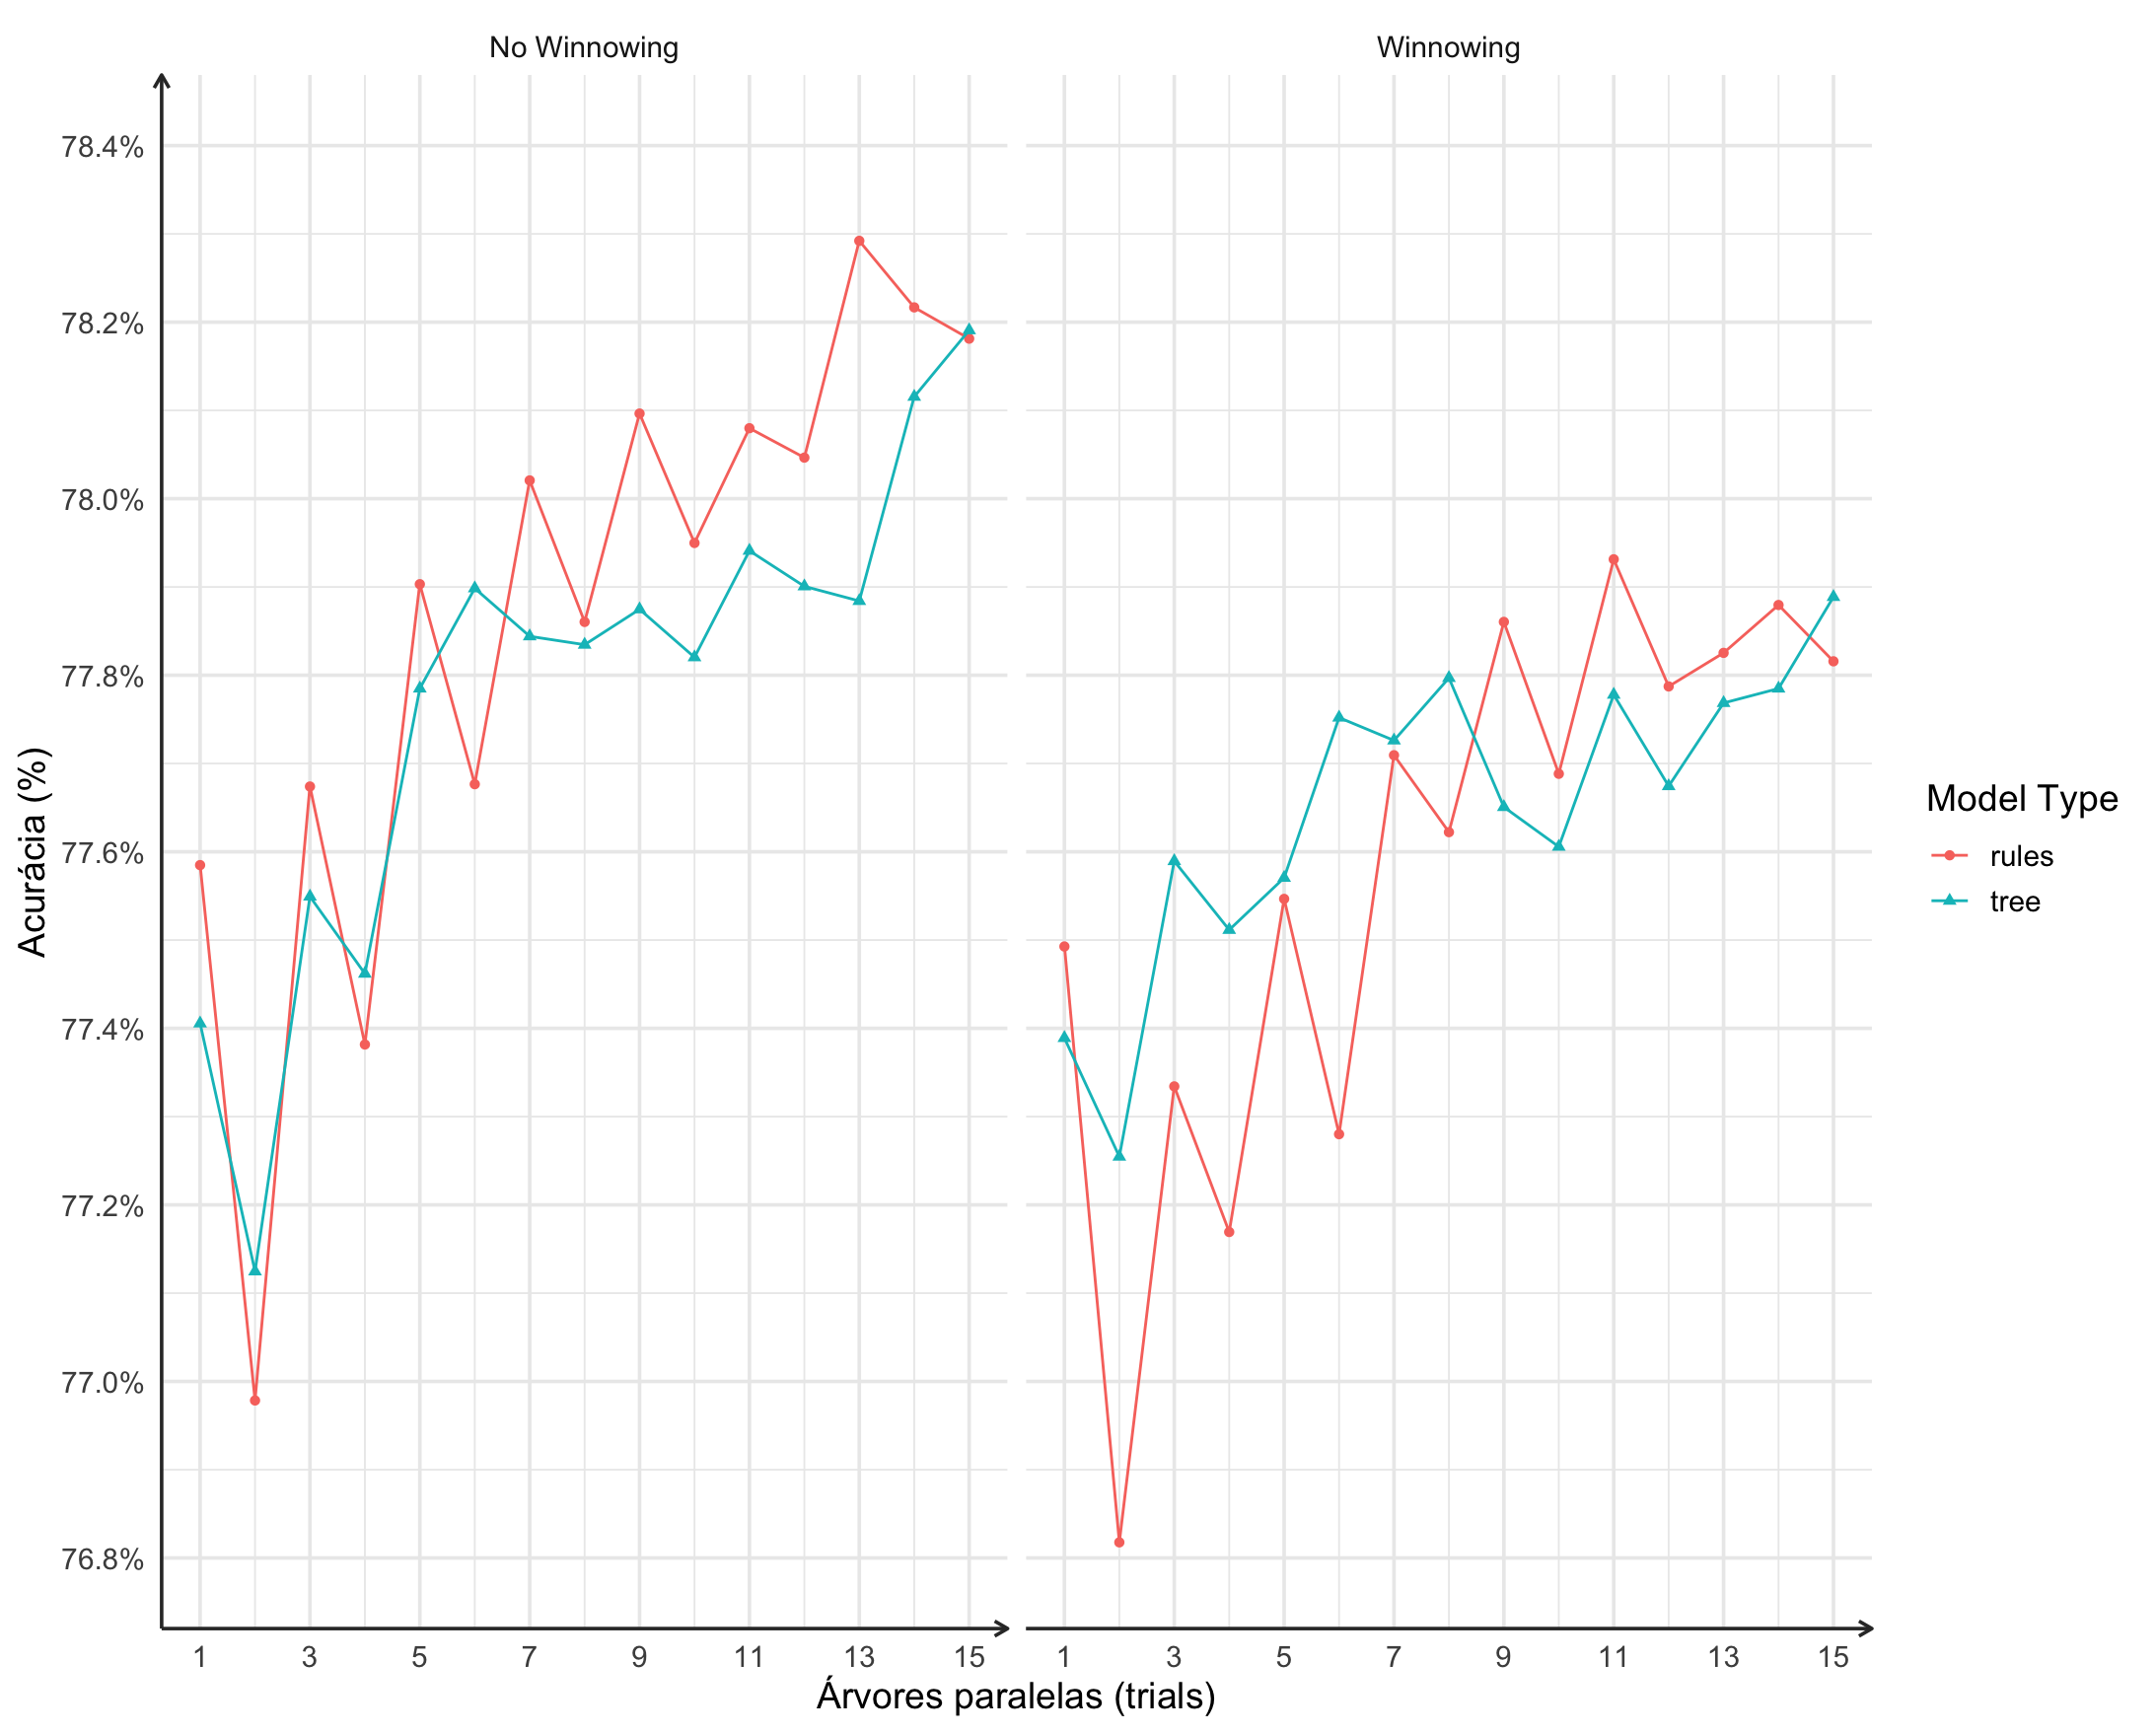 No Winnowing
Winnowing
78.4%
78.2%
78.0%
77.8%
77.6%
77.4%
77.2%
77.0%
76.8%
Acurácia (%)
1 3 5 7 9 11 13 15
1 3 5 7 9 11 13 15
Árvores paralelas (trials)
Model Type
rules
tree